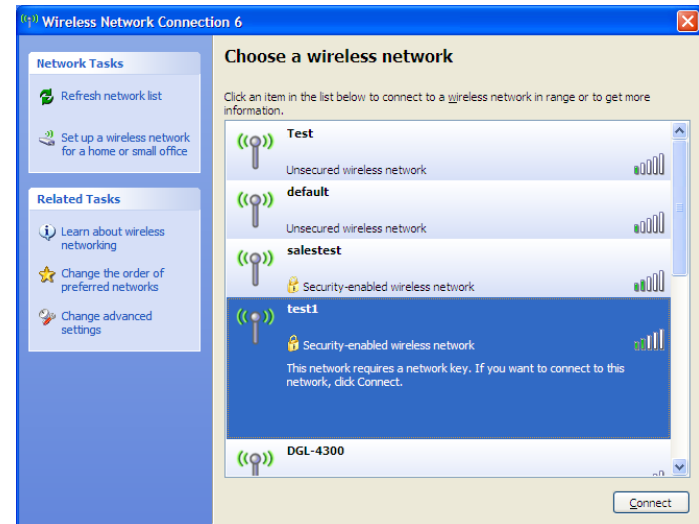 Wireless Network Connection 6
Network Tasks
Refresh network list
Set up a wireless network
for a home or small office
Related Tasks
Learn about wireless
networking
Change the order of
preferred networks
Change advanced
settings
Choose a wireless network
Click an item in the list below to connect to a wireless network in range or to get more
information.
Test
Unsecured wireless network
default
Unsecured wireless network
salestest
Security-enabled wireless network
test1
Security-enabled wireless network
This network requires a network key. If you want to connect to this
network, click Connect.
DGL-4300
Connect